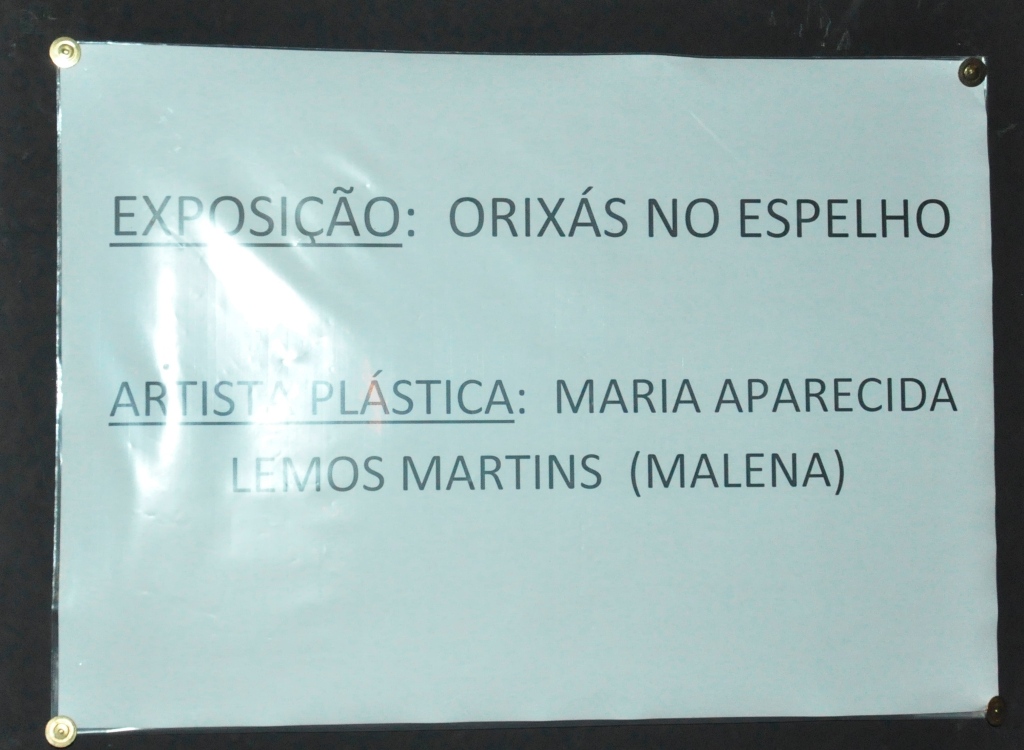 EXPOSIÇÃO: ORIXÁS NO ESPELHO
ARTISTA PLÁSTICA: MARIA APARECIDA
LEMOS MARTINS (MALENA)